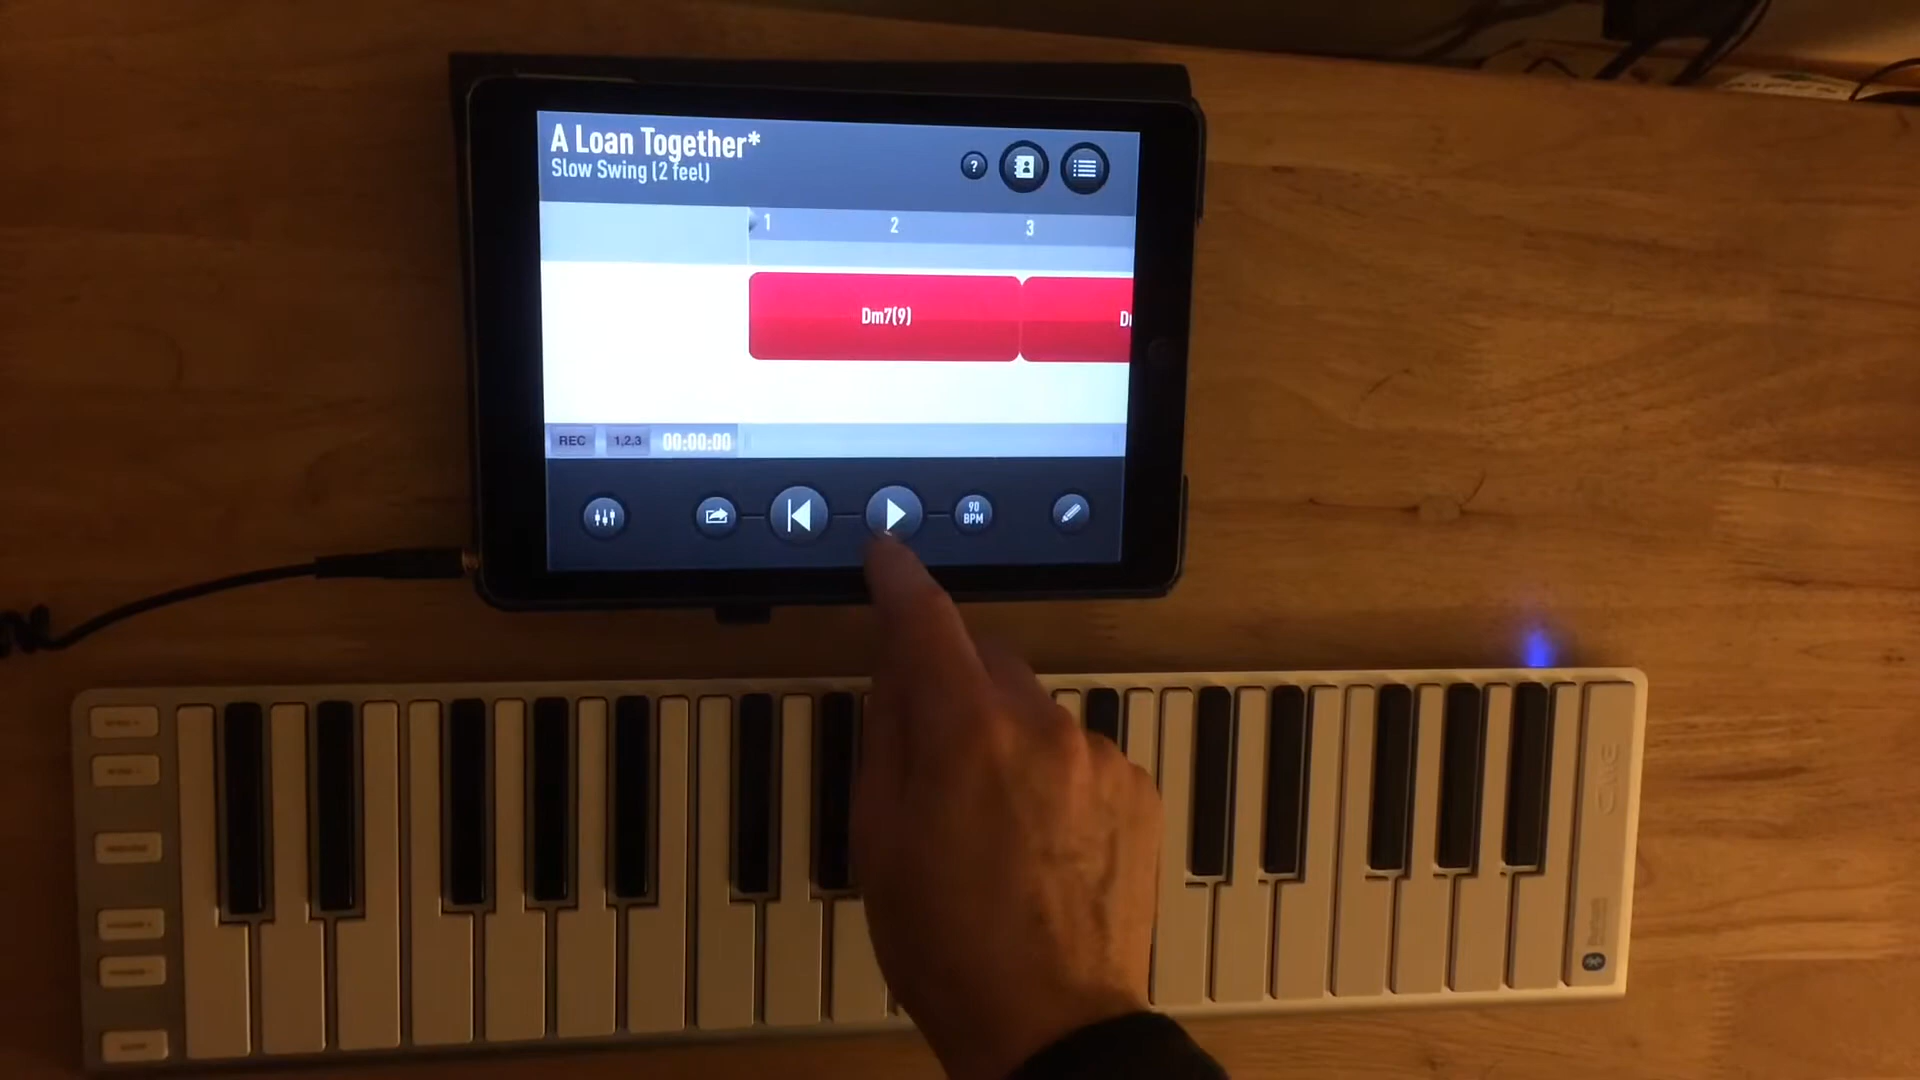 A Loan Together*
Slow Swing (2 feel)
?
1 2 3
Dm7(9)
REC 1,2,3 00:00:00
90
BPM
CME